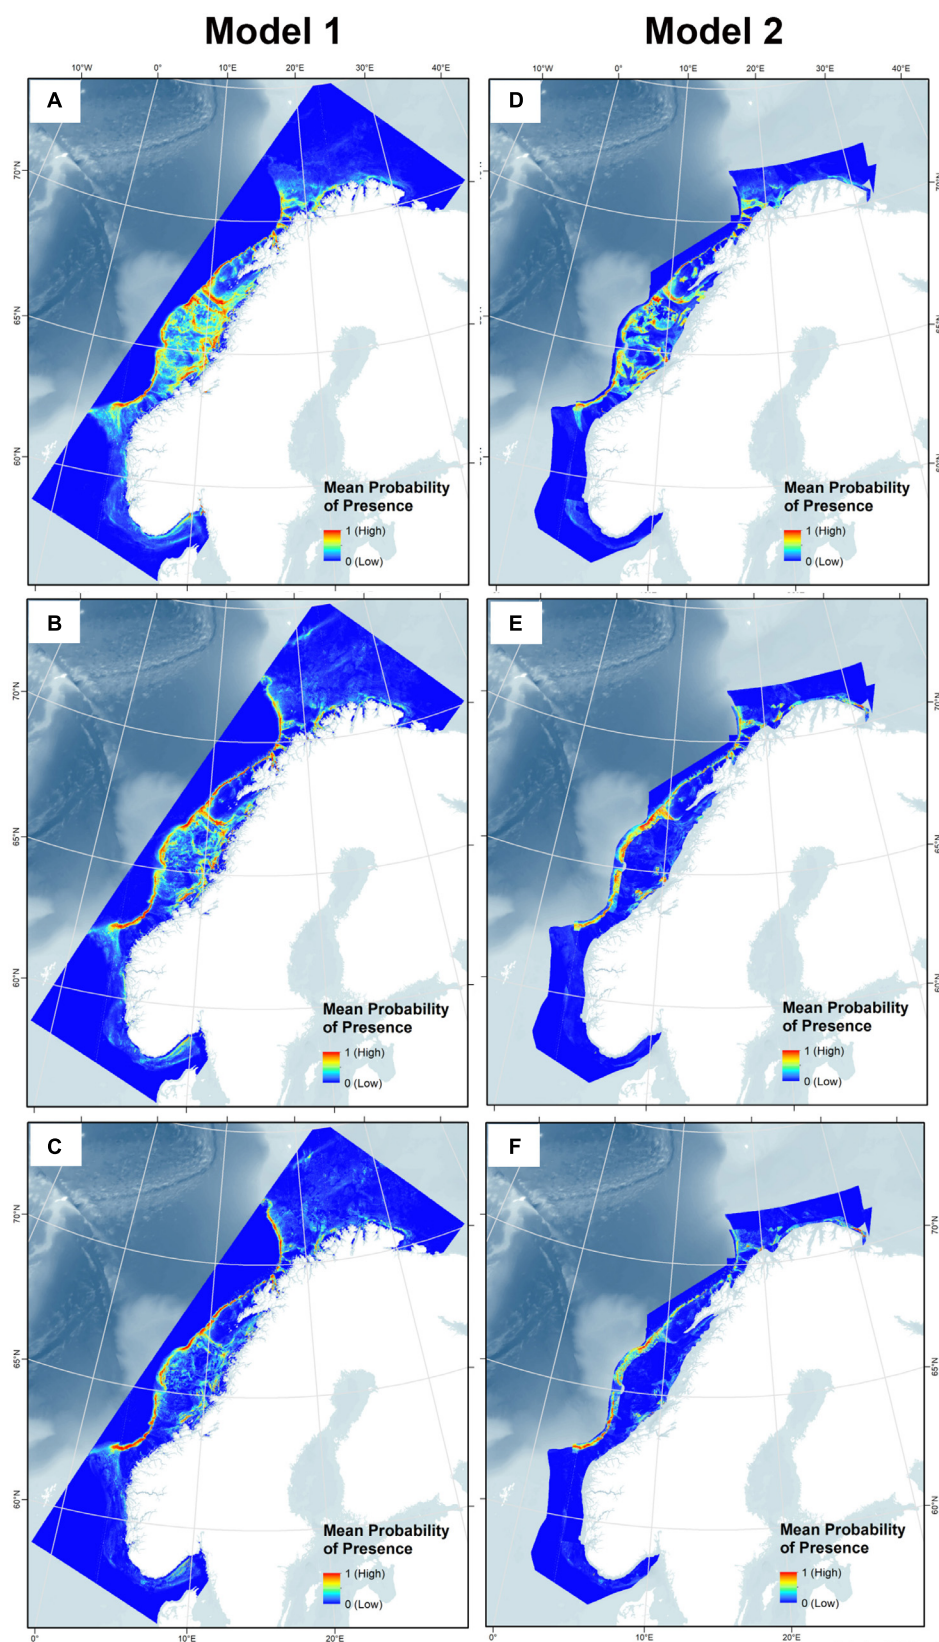 Model 1 Model 2
10°W 0° 10°E 20°E 30°E 40°E 10°W 0° 10°E 20°E 30°E 40°E
A D
70°N
65°N
60°N
Mean Probability
of Presence
1 (High)
0 (Low)
Mean Probability
of Presence
1 (High)
0 (Low)
B E
70°N 70°N
65°N 65°N
60°N 60°N
Mean Probability
of Presence
1 (High)
0 (Low)
Mean Probability
of Presence
1 (High)
0 (Low)
C F
70°N 70°N
65°N 65°N
60°N 60°N
Mean Probability
of Presence
1 (High)
0 (Low)
Mean Probability
of Presence
1 (High)
0 (Low)
0° 10°E 20°E 0° 10°E 20°E